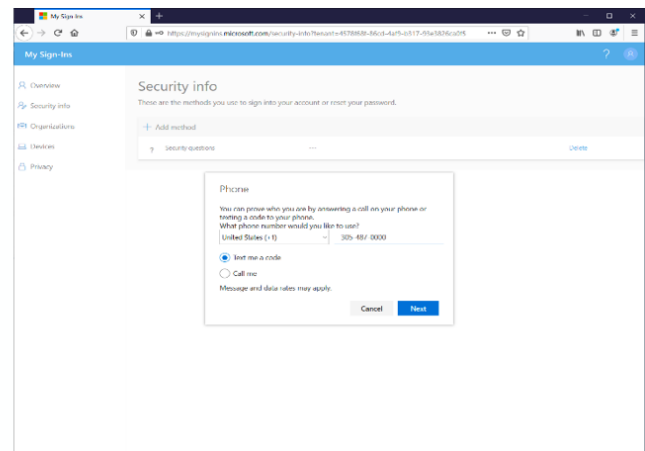 My Sign-Ins
My Sign-Ins
?
R
Overview
Security info
Organizations
Devices
Privacy
Security info
These are the methods you use to sign into your account or reset your password.
+ Add method
? Security questions ... Delete
Phone
You can prove who you are by answering a call on your phone or
texting a code to your phone.
What phone number would you like to use?
United States (+1) 305-487-0000
Text me a code
Call me
Message and data rates may apply.
Cancel Next